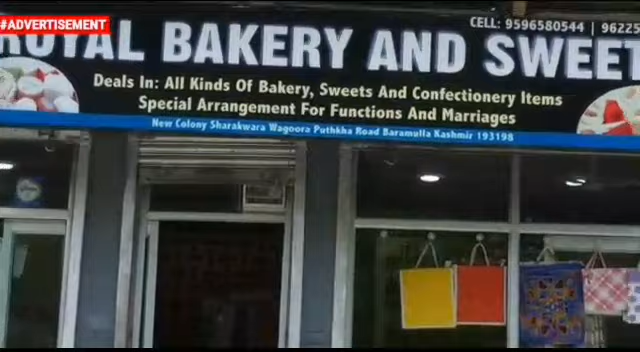 #ADVERTISEMENT
CELL: 9596580544 | 96225
ROYAL BAKERY AND SWEET
Deals In: All Kinds Of Bakery, Sweets And Confectionery Items
Special Arrangement For Functions And Marriages
New Colony Sharakwara Wagoora Puthkha Road Baramulla Kashmir 193198